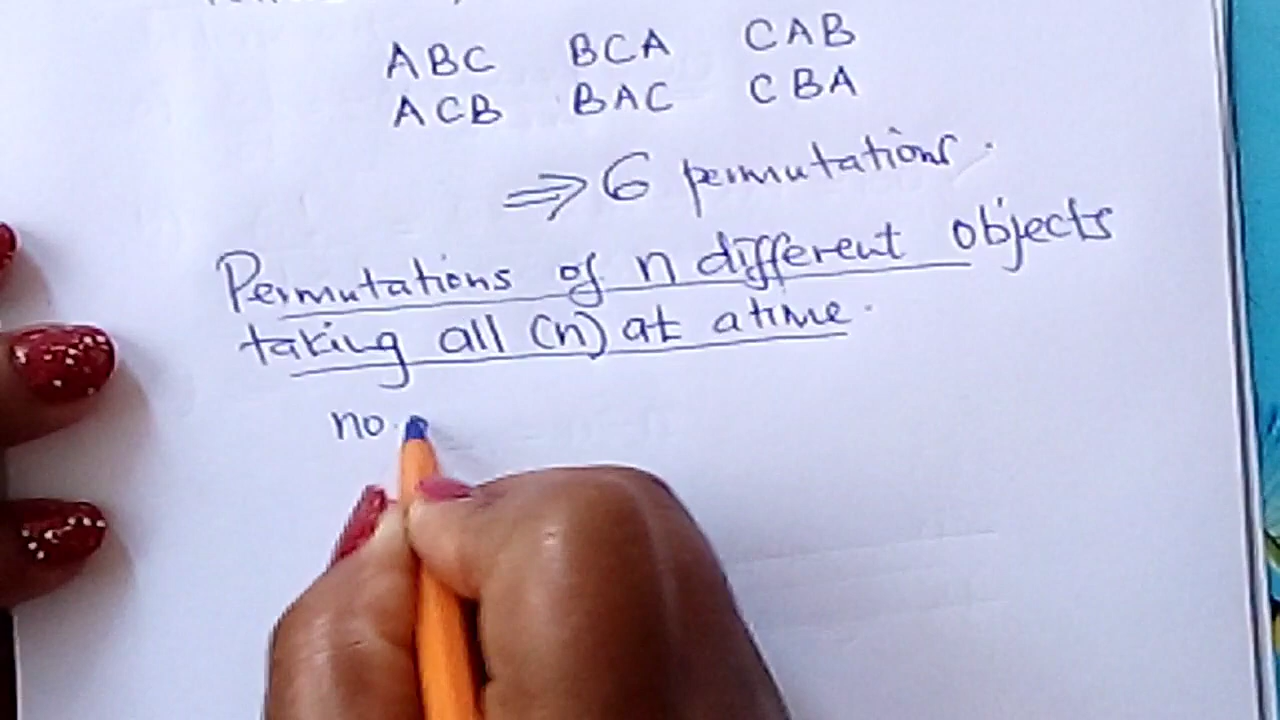 ABC BCA CAB
ACB BAC CBA
⇒ 6 permutations.
Permutations of n different objects
taking all (n) at a time.
no.